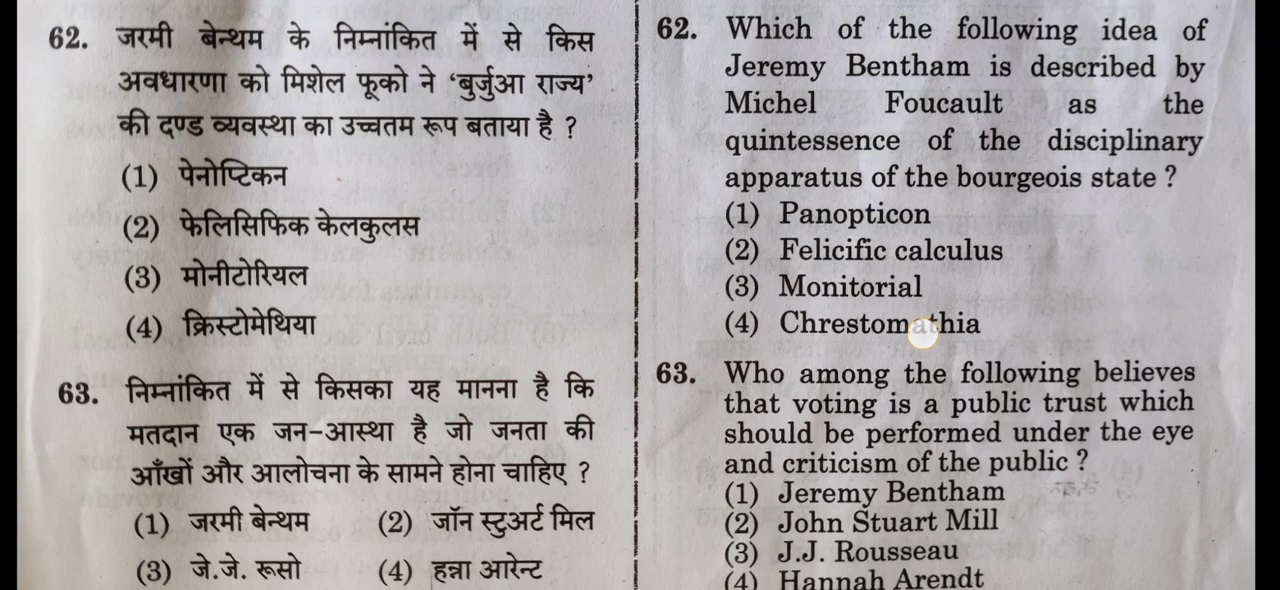 62. जरमी बेन्थम के निम्नांकित में से किस
अवधारणा को मिशेल फूको ने ‘बुर्जुआ राज्य’
की दण्ड व्यवस्था का उच्चतम रूप बताया है ?
(1) पेनोप्टिकन
(2) फेलिसिफिक केलकुलस
(3) मोनीटोरियल
(4) क्रिस्टोमेथिया
63. निम्नांकित में से किसका यह मानना है कि
मतदान एक जन-आस्था है जो जनता की
आँखों और आलोचना के सामने होना चाहिए ?
(1) जरमी बेन्थम (2) जॉन स्टुअर्ट मिल
(3) जे.जे. रूसो (4) हन्ना आरेन्ट
62. Which of the following idea of
Jeremy Bentham is described by
Michel Foucault as the
quintessence of the disciplinary
apparatus of the bourgeois state ?
(1) Panopticon
(2) Felicific calculus
(3) Monitorial
(4) Chrestomathia
63. Who among the following believes
that voting is a public trust which
should be performed under the eye
and criticism of the public ?
(1) Jeremy Bentham
(2) John Stuart Mill
(3) J.J. Rousseau
(4) Hannah Arendt